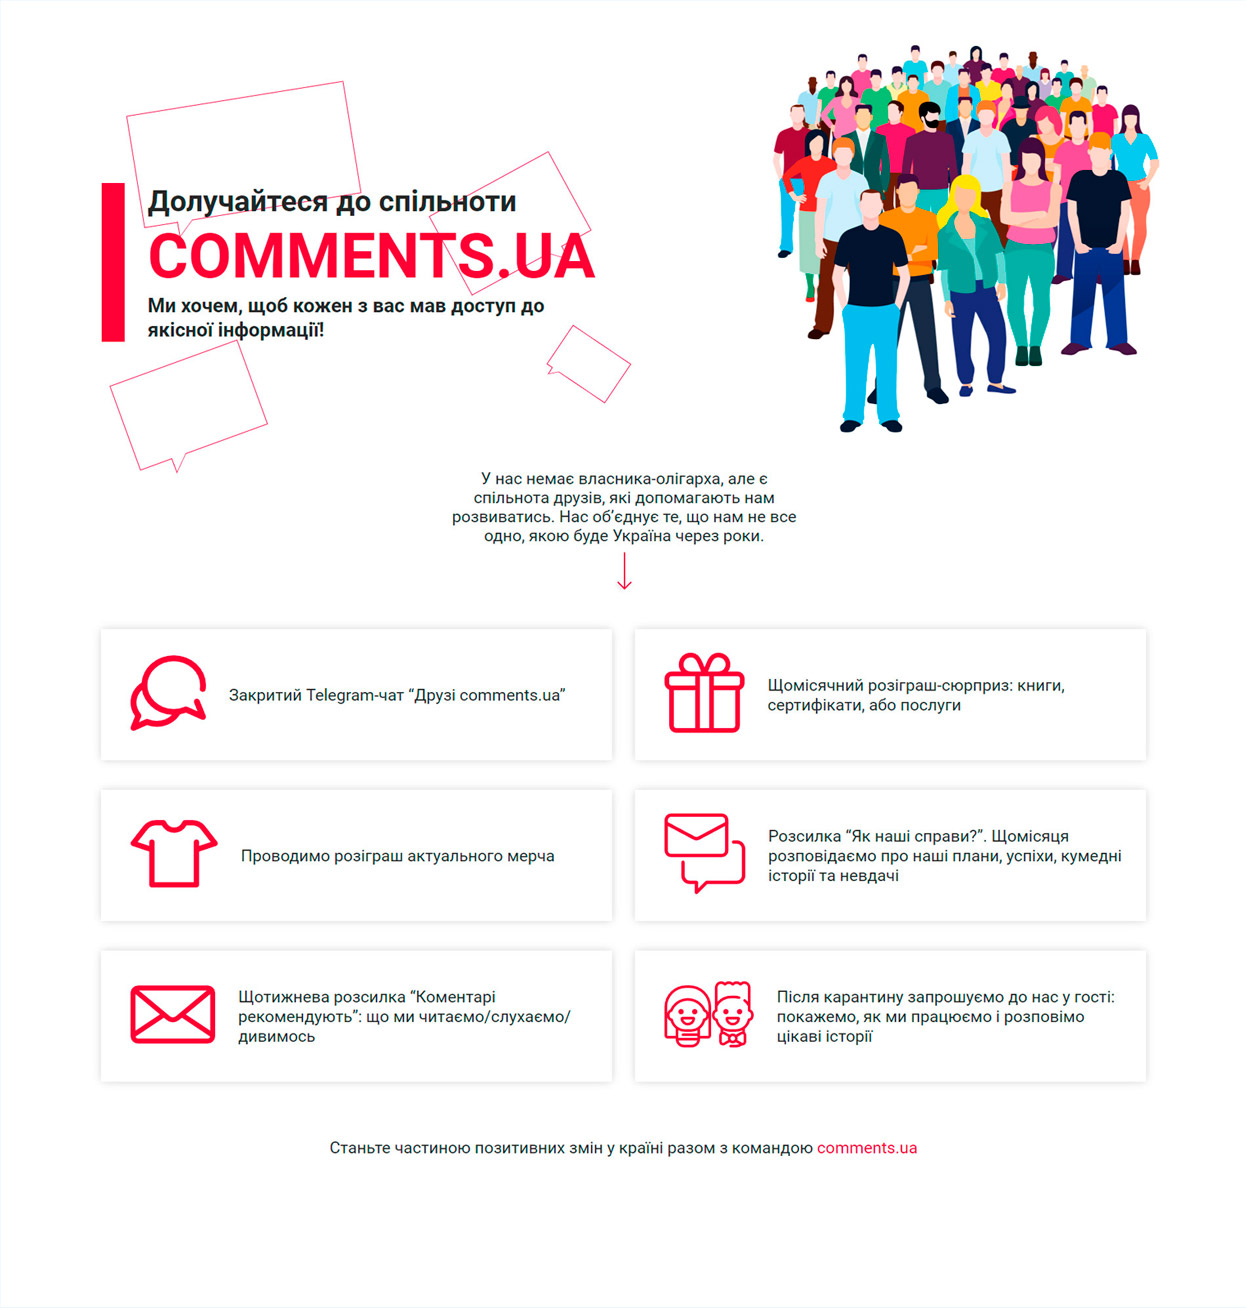 Долучайтеся до спільноти
COMMENTS.UA
Ми хочем, щоб кожен з вас мав доступ до
якісної інформації!
У нас немає власника-олігарха, але є
спільнота друзів, які допомагають нам
розвиватись. Нас об’єднує те, що нам не все
одно, якою буде Україна через роки.
Закритий Telegram-чат “Друзі comments.ua”
Щомісячний розіграш-сюрприз: книги,
сертифікати, або послуги
Проводимо розіграш актуального мерча
Розсилка “Як наші справи?”. Щомісяця
розповідаємо про наші плани, успіхи, кумедні
історії та невдачі
Щотижнева розсилка “Коментарі
рекомендують”: що ми читаємо/слухаємо/
дивимось
Після карантину запрошуємо до нас у гості:
покажемо, як ми працюємо і розповімо
цікаві історії
Станьте частиною позитивних змін у країні разом з командою comments.ua